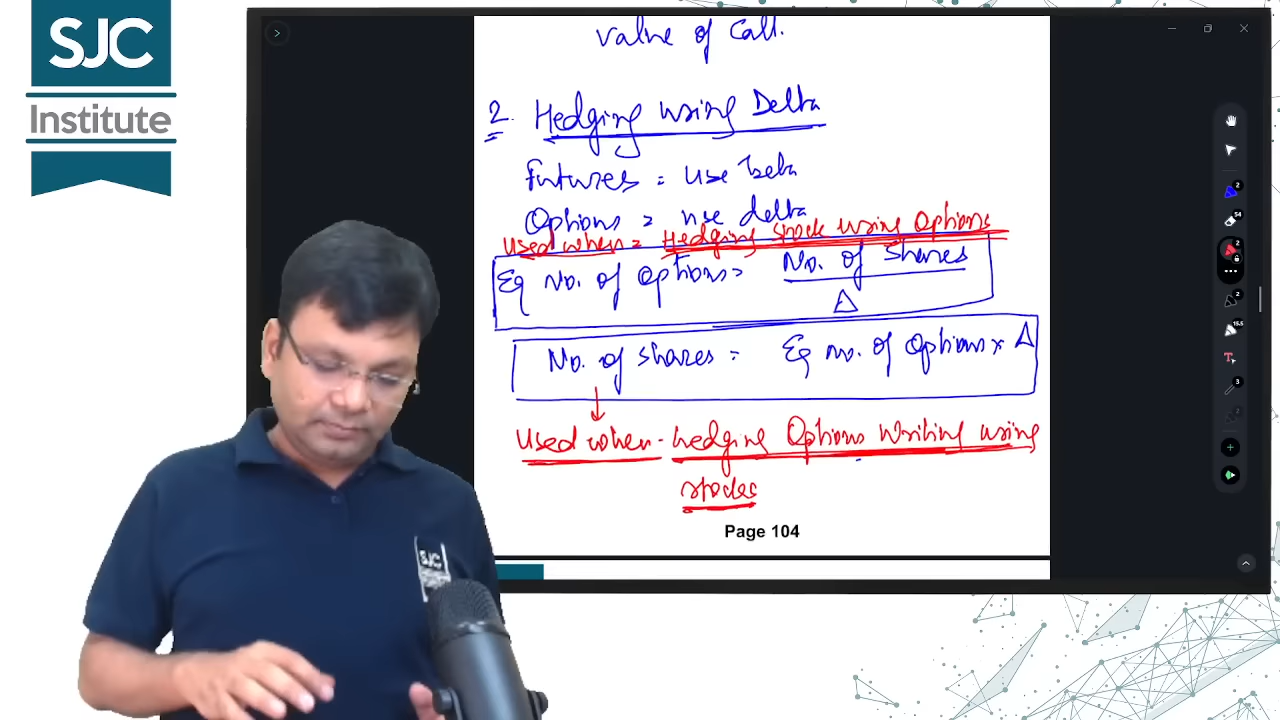 SJC
Institute
value of Call.
2. Hedging using Delta
Futures = use beta
Options = use delta
Used when = Hedging stock using Options
Eq No. of Options = No. of shares
Δ
No. of shares = Eq no. of Options × Δ
Used when - hedging Options Writing using
stocks
Page 104
SJC